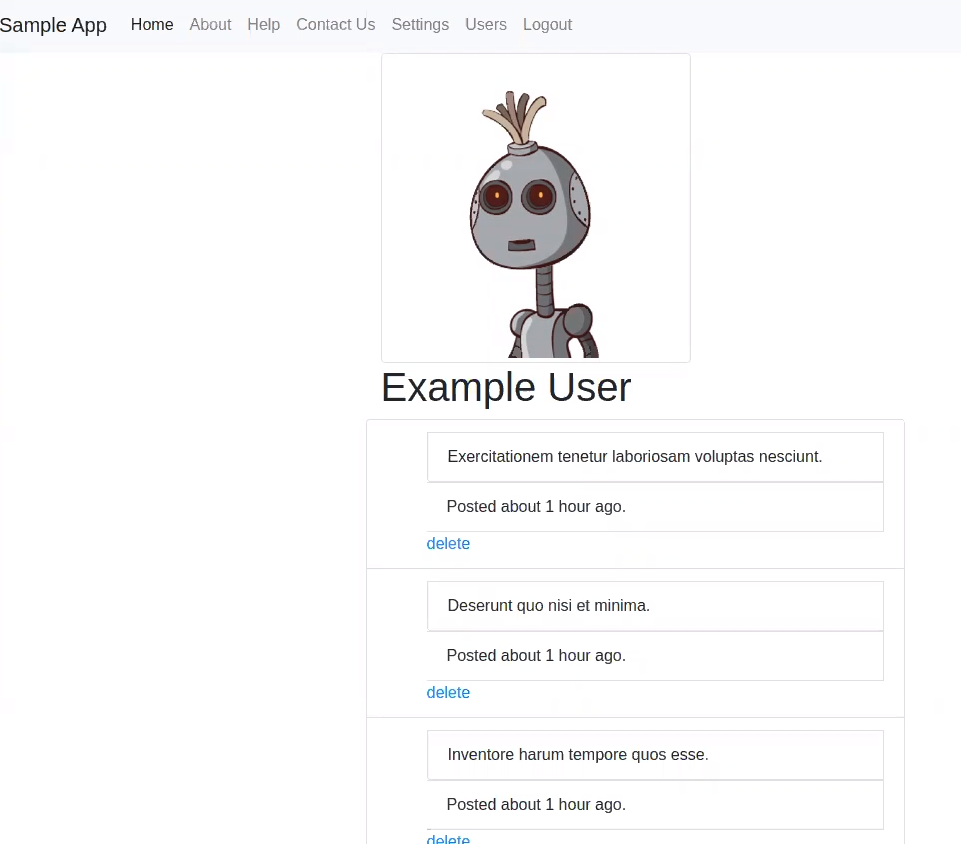 Sample App Home About Help Contact Us Settings Users Logout
Example User
Exercitationem tenetur laboriosam voluptas nesciunt.
Posted about 1 hour ago.
delete
Deserunt quo nisi et minima.
Posted about 1 hour ago.
delete
Inventore harum tempore quos esse.
Posted about 1 hour ago.
delete